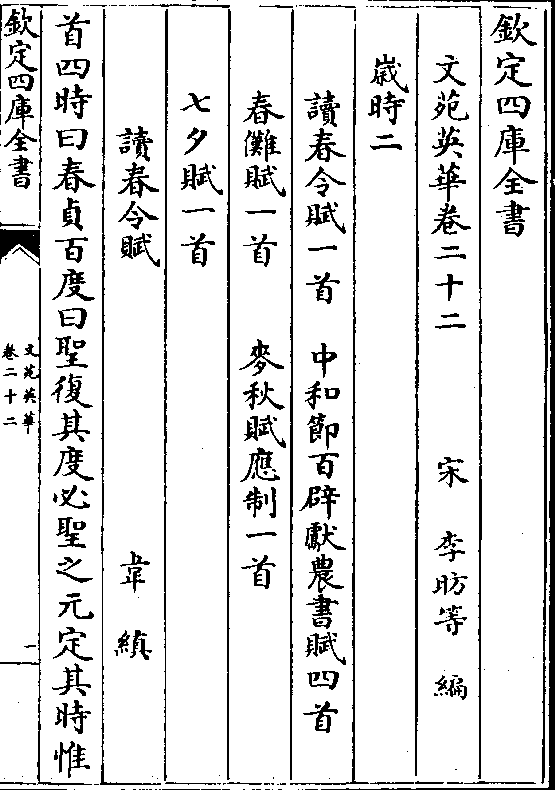 欽定四庫全書
文苑英華卷二十二　　宋　李昉等　編
歳時二
讀春令賦一首　中和節百辟獻農書賦四首
春儺賦一首　麥秋賦應制一首
七夕賦一首
讀春令賦　　韋縝
首四時曰春貞百度曰聖復其度必聖之元定其時惟
欽定四庫全書
文苑英華
卷二十二
一